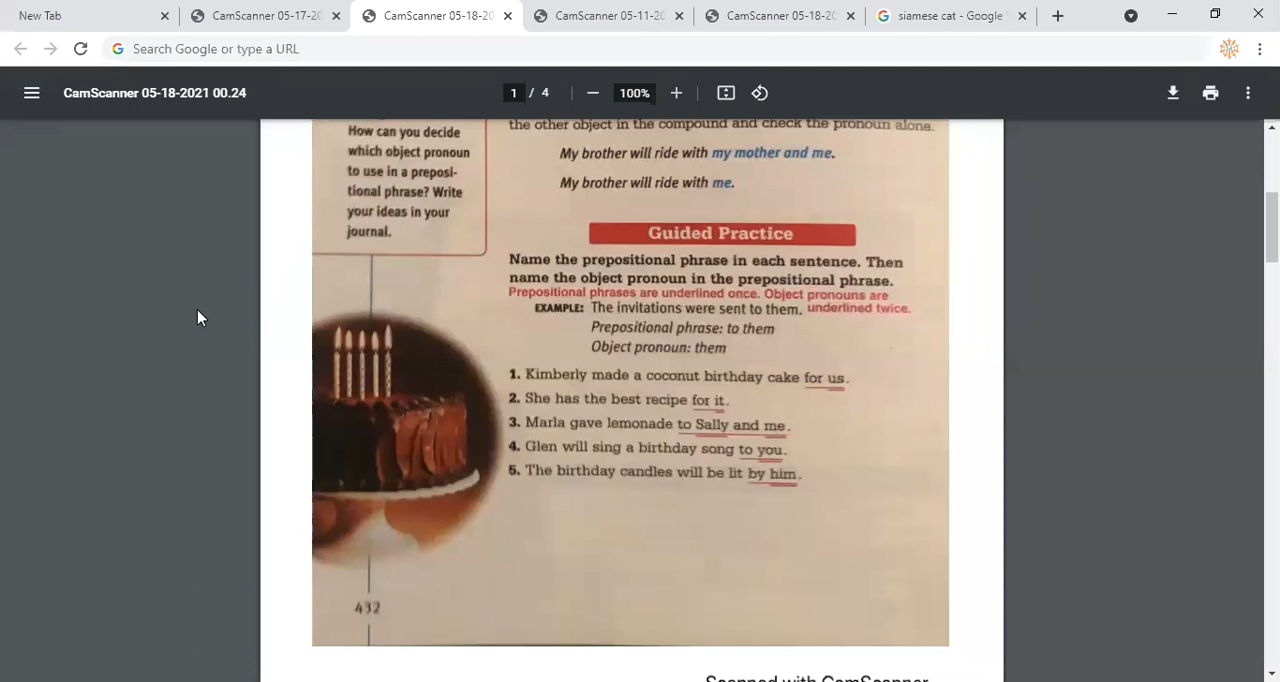 New Tab
CamScanner 05-17-20
CamScanner 05-18-20
CamScanner 05-11-20
CamScanner 05-18-20
siamese cat - Google
Search Google or type a URL
CamScanner 05-18-2021 00.24
1 / 4
100%
How can you decide
which object pronoun
to use in a preposi-
tional phrase? Write
your ideas in your
journal.
the other object in the compound and check the pronoun alone.
My brother will ride with my mother and me.
My brother will ride with me.
Guided Practice
Name the prepositional phrase in each sentence. Then
name the object pronoun in the prepositional phrase.
Prepositional phrases are underlined once. Object pronouns are
EXAMPLE: The invitations were sent to them. underlined twice.
Prepositional phrase: to them
Object pronoun: them
1. Kimberly made a coconut birthday cake for us.
2. She has the best recipe for it.
3. Marla gave lemonade to Sally and me.
4. Glen will sing a birthday song to you.
5. The birthday candles will be lit by him.
432
Scanned with CamScanner